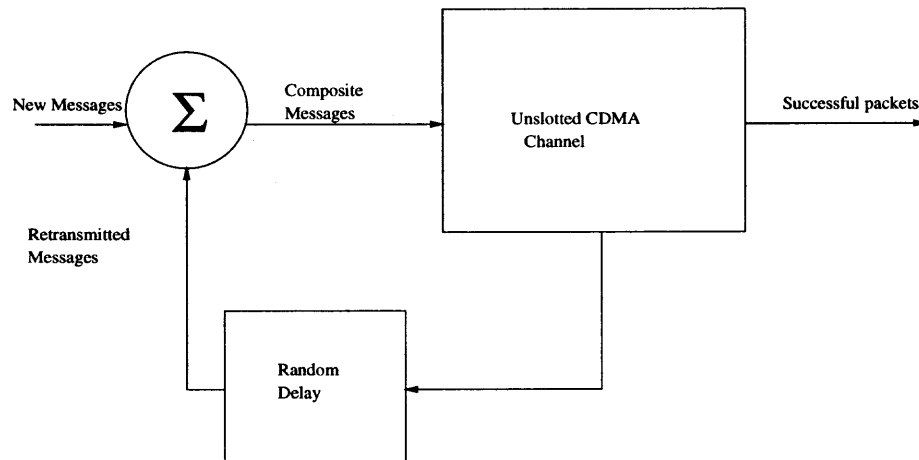 New Messages
Σ
Composite
Messages
Unslotted CDMA
Channel
Successful packets
Retransmitted
Messages
Random
Delay